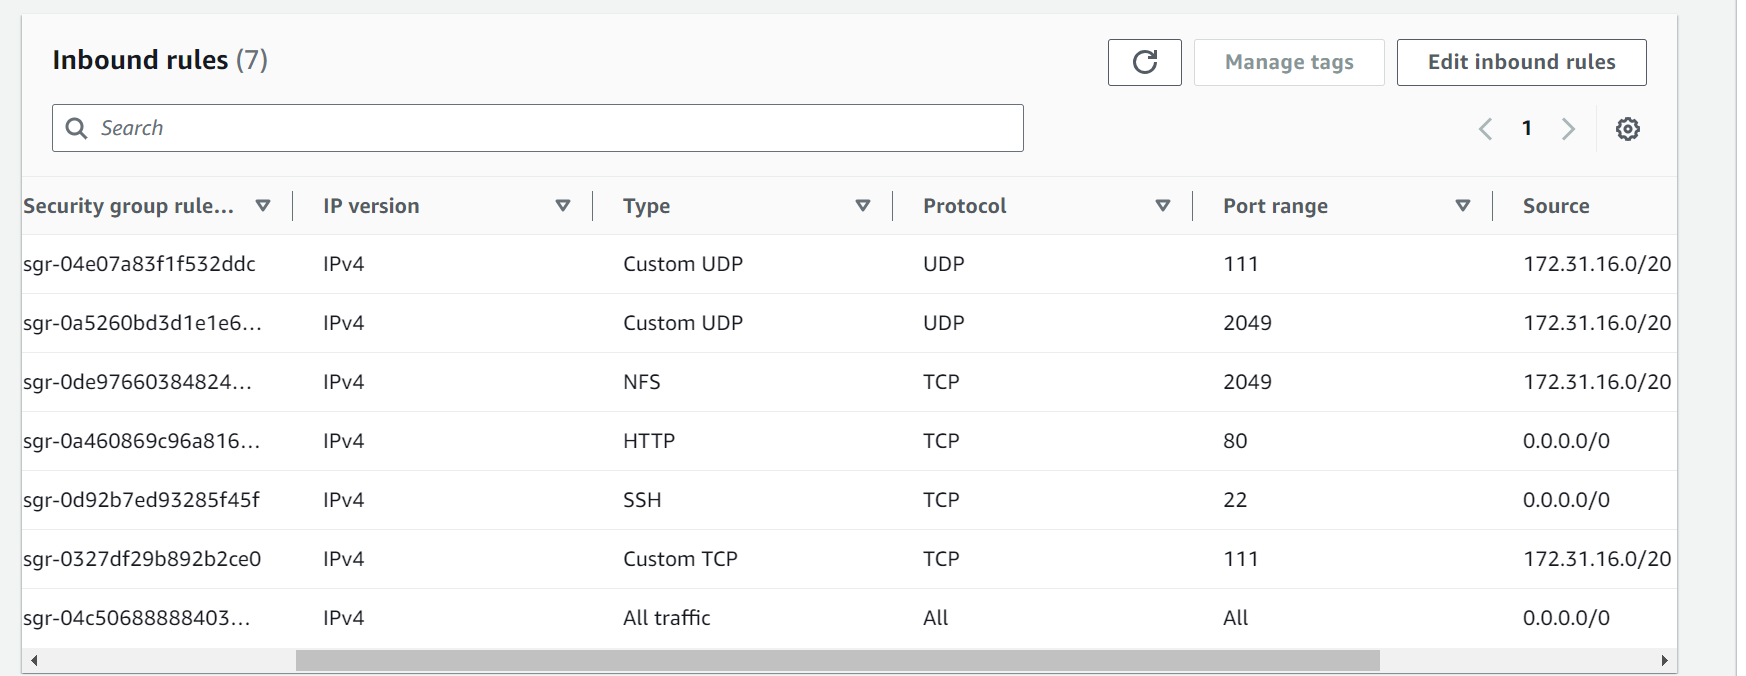 Inbound rules (7)
Manage tags
Edit inbound rules
Search
1
Security group rule... IP version Type Protocol Port range Source
sgr-04e07a83f1f532ddc IPv4 Custom UDP UDP 111 172.31.16.0/20
sgr-0a5260bd3d1e1e6... IPv4 Custom UDP UDP 2049 172.31.16.0/20
sgr-0de97660384824... IPv4 NFS TCP 2049 172.31.16.0/20
sgr-0a460869c96a816... IPv4 HTTP TCP 80 0.0.0.0/0
sgr-0d92b7ed93285f45f IPv4 SSH TCP 22 0.0.0.0/0
sgr-0327df29b892b2ce0 IPv4 Custom TCP TCP 111 172.31.16.0/20
sgr-04c50688888403... IPv4 All traffic All All 0.0.0.0/0